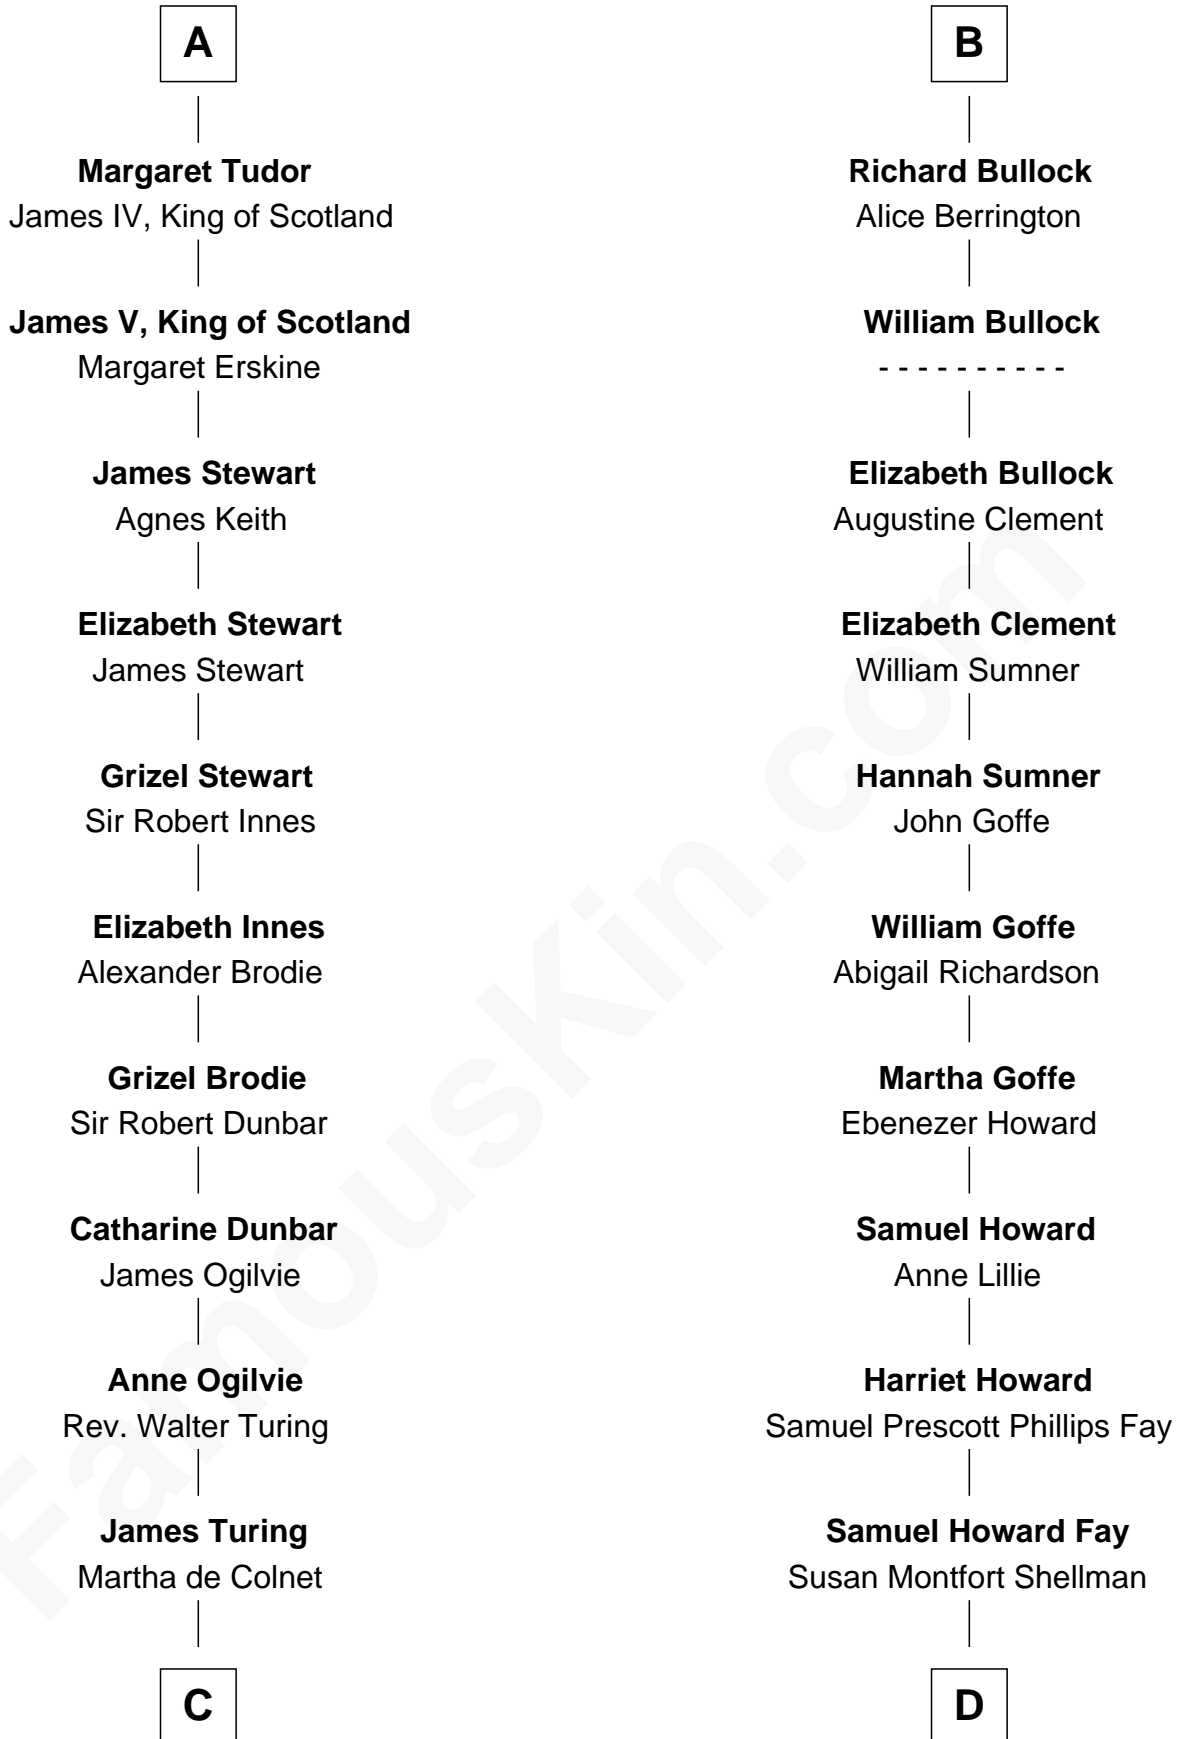 A
Margaret Tudor
James IV, King of Scotland
James V, King of Scotland
Margaret Erskine
James Stewart
Agnes Keith
Elizabeth Stewart
James Stewart
Grizel Stewart
Sir Robert Innes
Elizabeth Innes
Alexander Brodie
Grizel Brodie
Sir Robert Dunbar
Catharine Dunbar
James Ogilvie
Anne Ogilvie
Rev. Walter Turing
James Turing
Martha de Colnet
C
B
Richard Bullock
Alice Berrington
William Bullock
- - - - - - - - - -
Elizabeth Bullock
Augustine Clement
Elizabeth Clement
William Sumner
Hannah Sumner
John Goffe
William Goffe
Abigail Richardson
Martha Goffe
Ebenezer Howard
Samuel Howard
Anne Lillie
Harriet Howard
Samuel Prescott Phillips Fay
Samuel Howard Fay
Susan Montfort Shellman
D
FamousKin.com